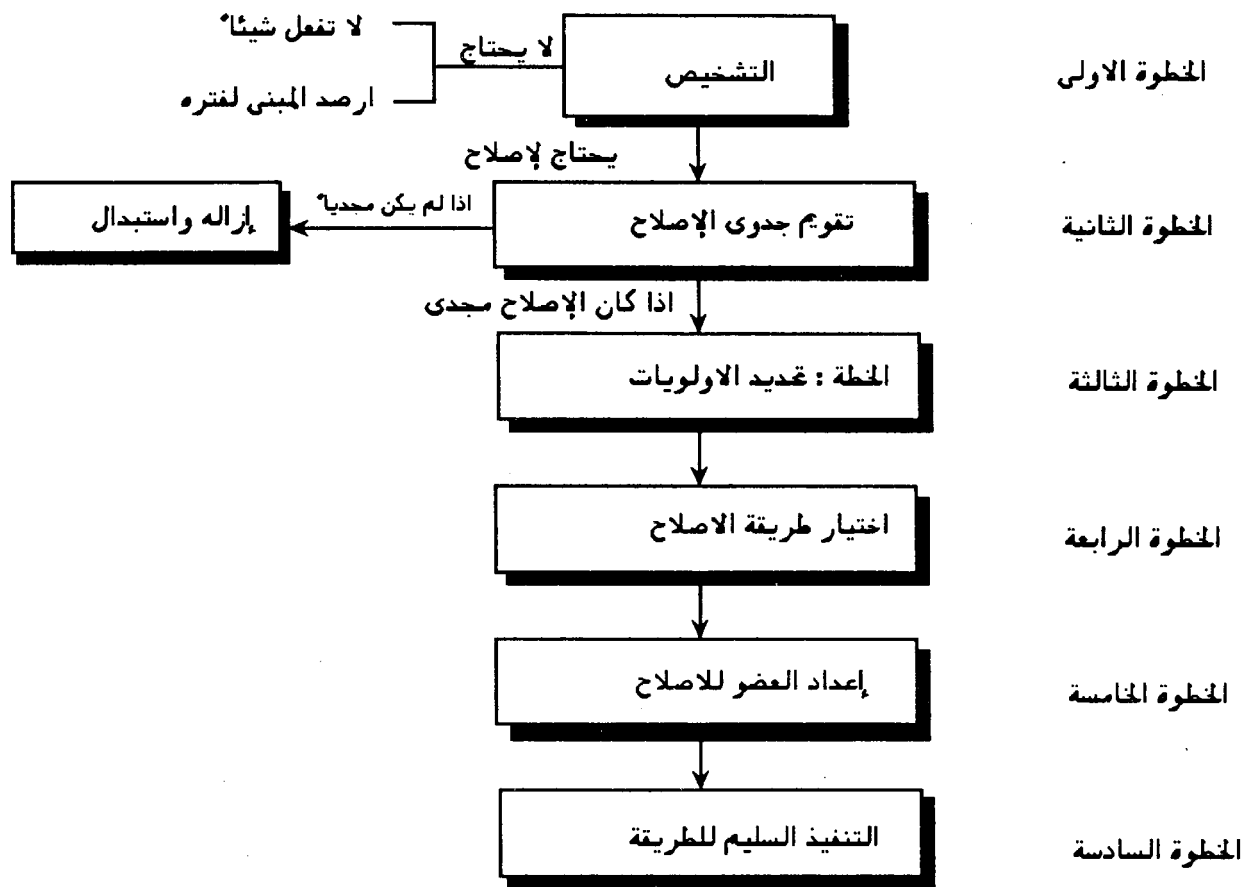 الخطوة الاولى
التشخيص
لا يحتاج
لا تفعل شيئاً
ارصد المبنى لفتره
يحتاج لإصلاح
الخطوة الثانية
تقويم جدوى الإصلاح
اذا لم يكن مجدياً
إزاله واستبدال
اذا كان الإصلاح مجدى
الخطوة الثالثة
الخطة : تحديد الاولويات
الخطوة الرابعة
اختيار طريقة الاصلاح
الخطوة الخامسة
إعداد العضو للاصلاح
الخطوة السادسة
التنفيذ السليم للطريقة